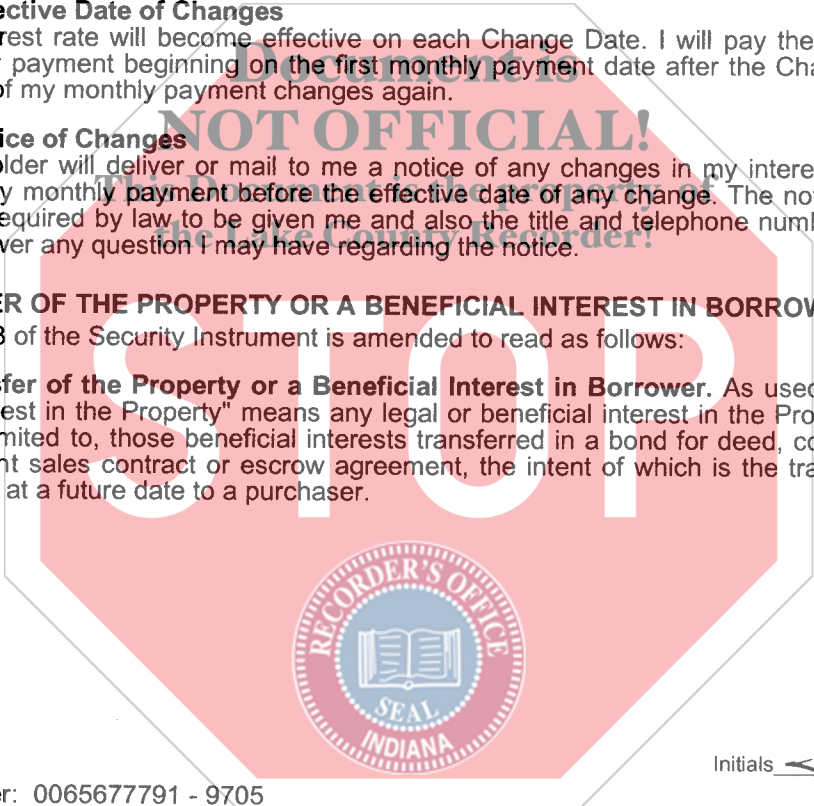 ective Date of Changes
rest rate will become effective on each Change Date. I will pay the
payment beginning on the first monthly payment date after the Cha
of my monthly payment changes again.
ice of Changes
lder will deliver or mail to me a notice of any changes in my intere
y monthly payment before the effective date of any change. The not
equired by law to be given me and also the title and telephone numb
ver any question I may have regarding the notice.
ER OF THE PROPERTY OR A BENEFICIAL INTEREST IN BORROW
3 of the Security Instrument is amended to read as follows:
sfer of the Property or a Beneficial Interest in Borrower. As used
est in the Property" means any legal or beneficial interest in the Pro
mited to, those beneficial interests transferred in a bond for deed, co
nt sales contract or escrow agreement, the intent of which is the tra
at a future date to a purchaser.
Document is
NOT OFFICIAL!
This Document is the property of
the Lake County Recorder!
STOP
RECORDER'S OFFICE
SEAL
INDIANA
Initials
er: 0065677791 - 9705